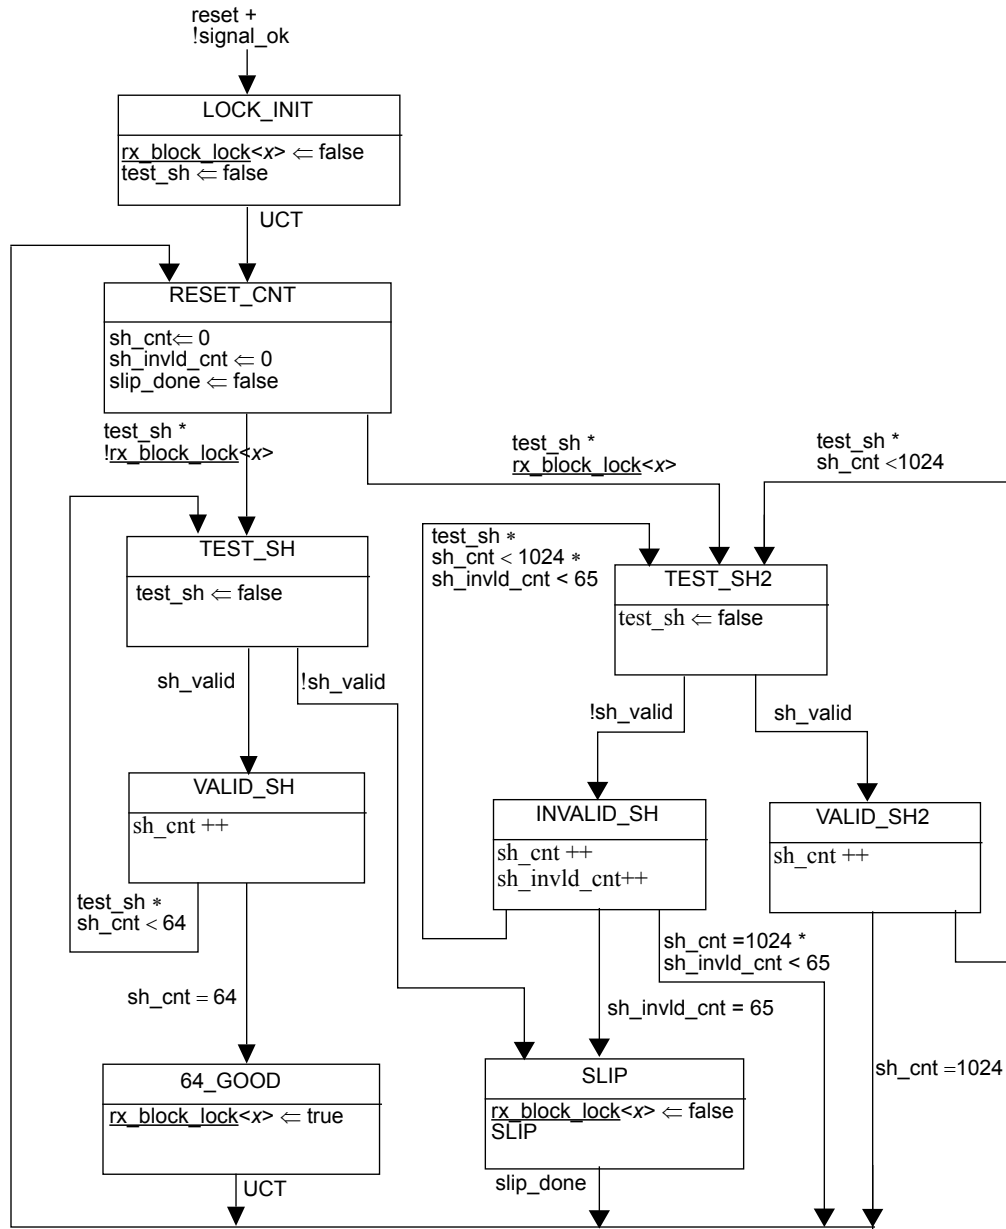 reset +
!signal_ok
LOCK_INIT
rx_block_lock<x> ⇐ false
test_sh ⇐ false
UCT
RESET_CNT
sh_cnt⇐ 0
sh_invld_cnt ⇐ 0
slip_done ⇐ false
test_sh *
!rx_block_lock<x>
test_sh *
rx_block_lock<x>
test_sh *
sh_cnt <1024
TEST_SH
test_sh ⇐ false
test_sh *
sh_cnt < 1024 *
sh_invld_cnt < 65
TEST_SH2
test_sh ⇐ false
sh_valid
!sh_valid
!sh_valid
sh_valid
VALID_SH
sh_cnt ++
INVALID_SH
sh_cnt ++
sh_invld_cnt++
VALID_SH2
sh_cnt ++
test_sh *
sh_cnt < 64
sh_cnt =1024 *
sh_invld_cnt < 65
sh_cnt = 64
sh_invld_cnt = 65
sh_cnt =1024
64_GOOD
rx_block_lock<x> ⇐ true
SLIP
rx_block_lock<x> ⇐ false
SLIP
UCT
slip_done